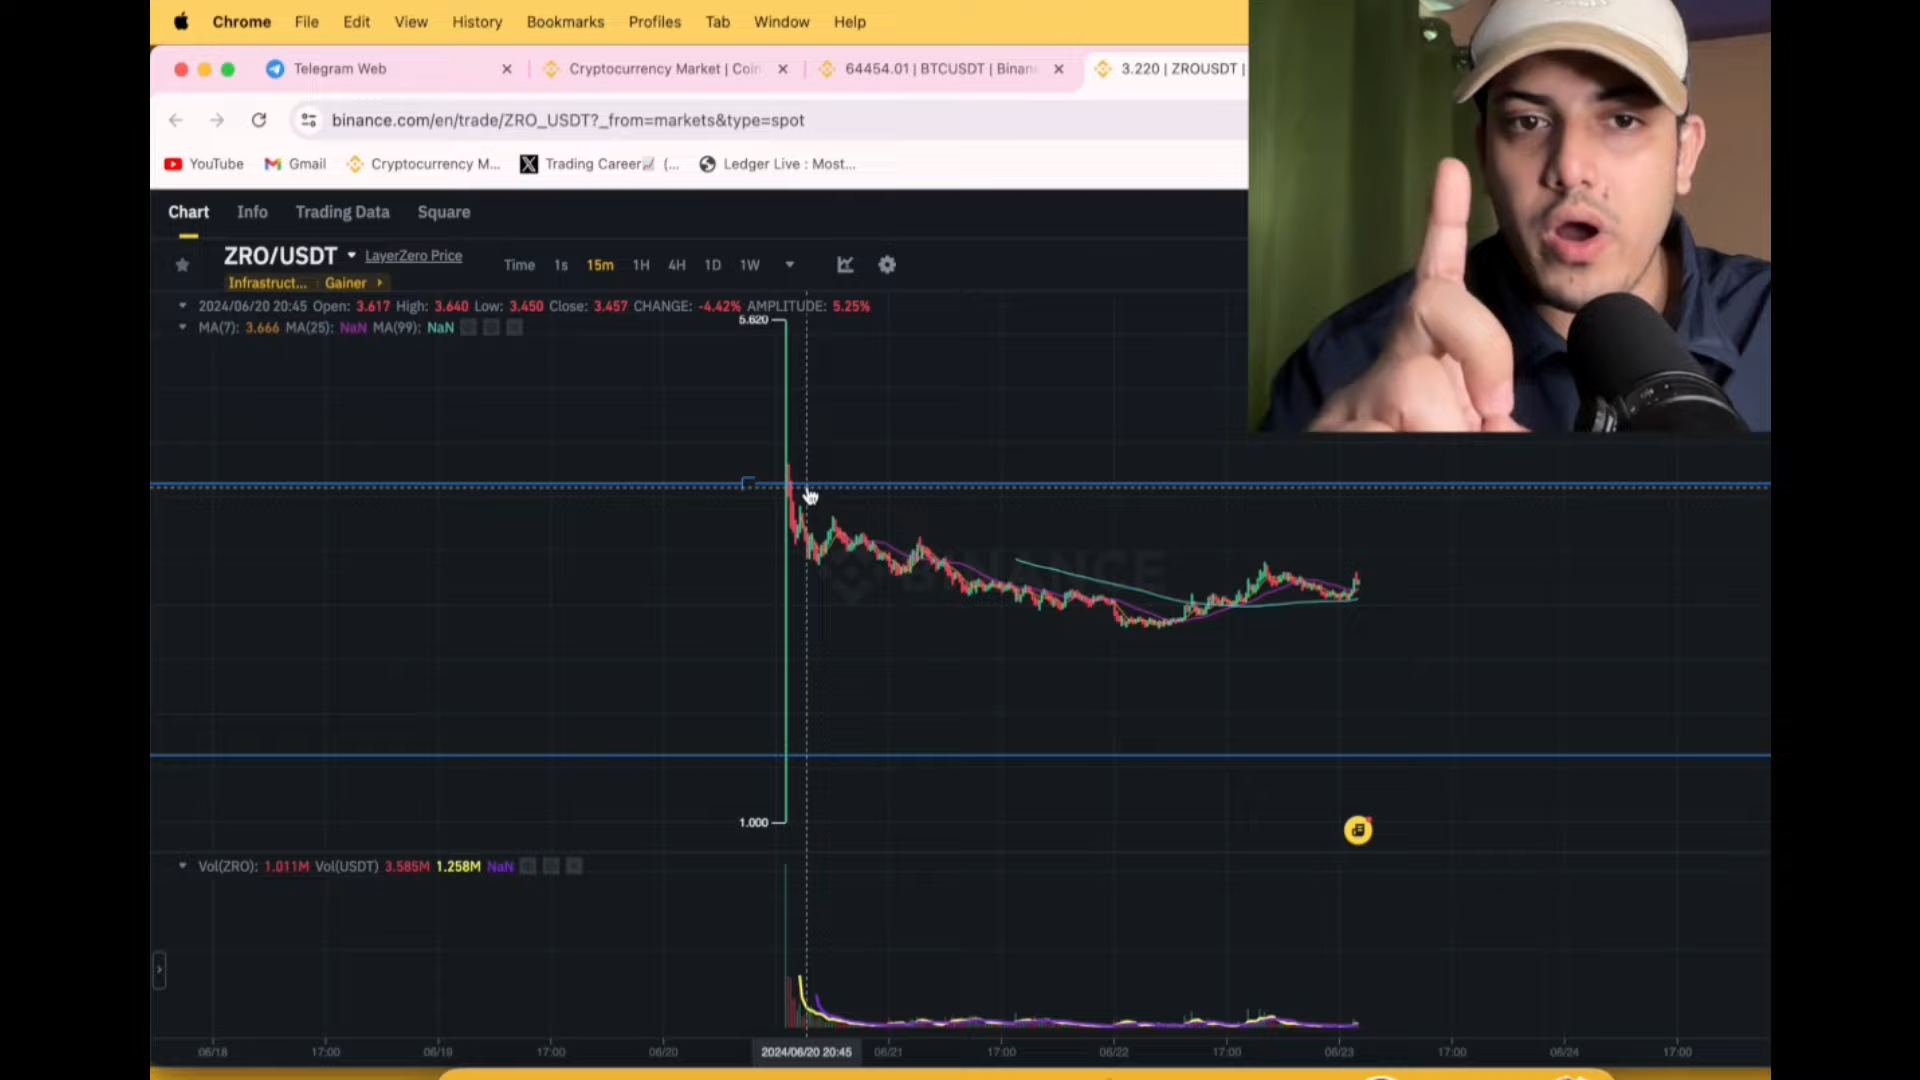 Chrome File Edit View History Bookmarks Profiles Tab Window Help
Telegram Web Cryptocurrency Market | Coin 64454.01 | BTCUSDT | Binan 3.220 | ZROUSDT |
binance.com/en/trade/ZRO_USDT?_from=markets&type=spot
YouTube Gmail Cryptocurrency M... Trading Career (... Ledger Live : Most...
Chart Info Trading Data Square
ZRO/USDT LayerZero Price Time 1s 15m 1H 4H 1D 1W
Infrastruct... Gainer
2024/06/20 20:45 Open: 3.617 High: 3.640 Low: 3.450 Close: 3.457 CHANGE: -4.42% AMPLITUDE: 5.25%
5.620
MA(7): 3.666 MA(25): NaN MA(99): NaN
BINANCE
1.000
Vol(ZRO): 1.011M Vol(USDT) 3.585M 1.258M NaN
06/18 17:00 06/19 17:00 06/20 2024/06/20 20:45 06/21 17:00 06/22 17:00 06/23 17:00 06/24 17:00